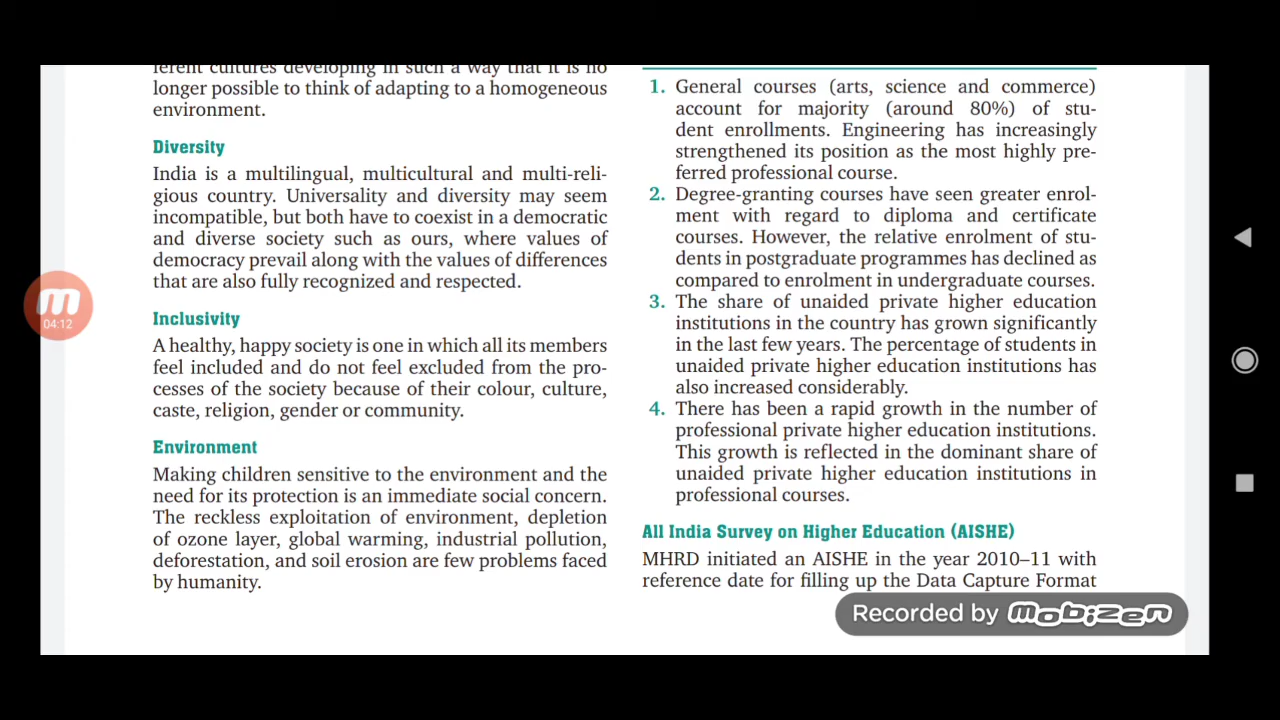 ferent cultures developing in such a way that it is no
longer possible to think of adapting to a homogeneous
environment.
Diversity
India is a multilingual, multicultural and multi-reli-
gious country. Universality and diversity may seem
incompatible, but both have to coexist in a democratic
and diverse society such as ours, where values of
democracy prevail along with the values of differences
that are also fully recognized and respected.
Inclusivity
A healthy, happy society is one in which all its members
feel included and do not feel excluded from the pro-
cesses of the society because of their colour, culture,
caste, religion, gender or community.
Environment
Making children sensitive to the environment and the
need for its protection is an immediate social concern.
The reckless exploitation of environment, depletion
of ozone layer, global warming, industrial pollution,
deforestation, and soil erosion are few problems faced
by humanity.
1. General courses (arts, science and commerce)
account for majority (around 80%) of stu-
dent enrollments. Engineering has increasingly
strengthened its position as the most highly pre-
ferred professional course.
2. Degree-granting courses have seen greater enrol-
ment with regard to diploma and certificate
courses. However, the relative enrolment of stu-
dents in postgraduate programmes has declined as
compared to enrolment in undergraduate courses.
3. The share of unaided private higher education
institutions in the country has grown significantly
in the last few years. The percentage of students in
unaided private higher education institutions has
also increased considerably.
4. There has been a rapid growth in the number of
professional private higher education institutions.
This growth is reflected in the dominant share of
unaided private higher education institutions in
professional courses.
All India Survey on Higher Education (AISHE)
MHRD initiated an AISHE in the year 2010–11 with
reference date for filling up the Data Capture Format
04:12
Recorded by mobizen